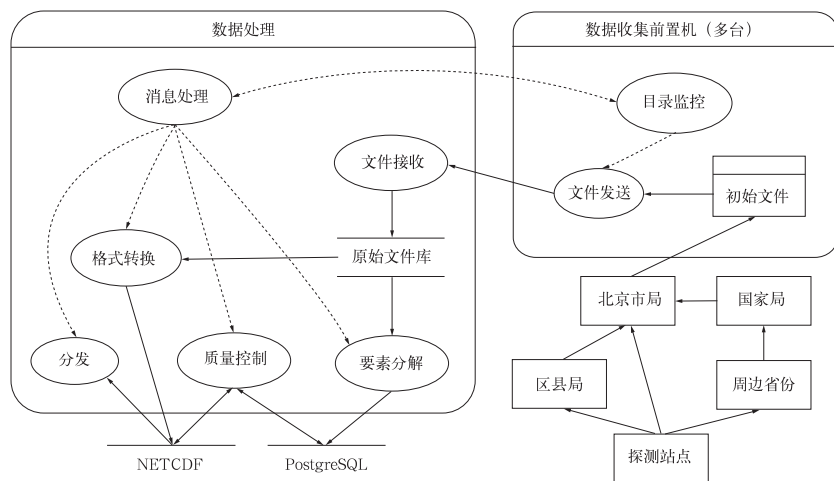 数据处理
数据收集前置机（多台）
消息处理
目录监控
文件接收
文件发送
初始文件
格式转换
原始文件库
北京市局
国家局
分发
质量控制
要素分解
区县局
周边省份
NETCDF
PostgreSQL
探测站点